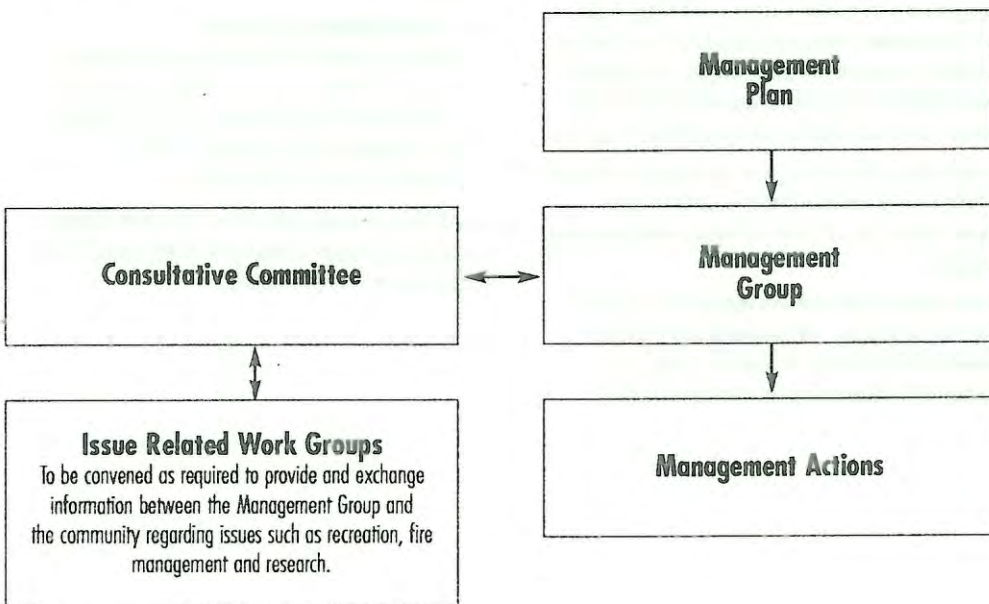 Management
Plan
Consultative Committee
Management
Group
Issue Related Work Groups
To be convened as required to provide and exchange
information between the Management Group and
the community regarding issues such as recreation, fire
management and research.
Management Actions